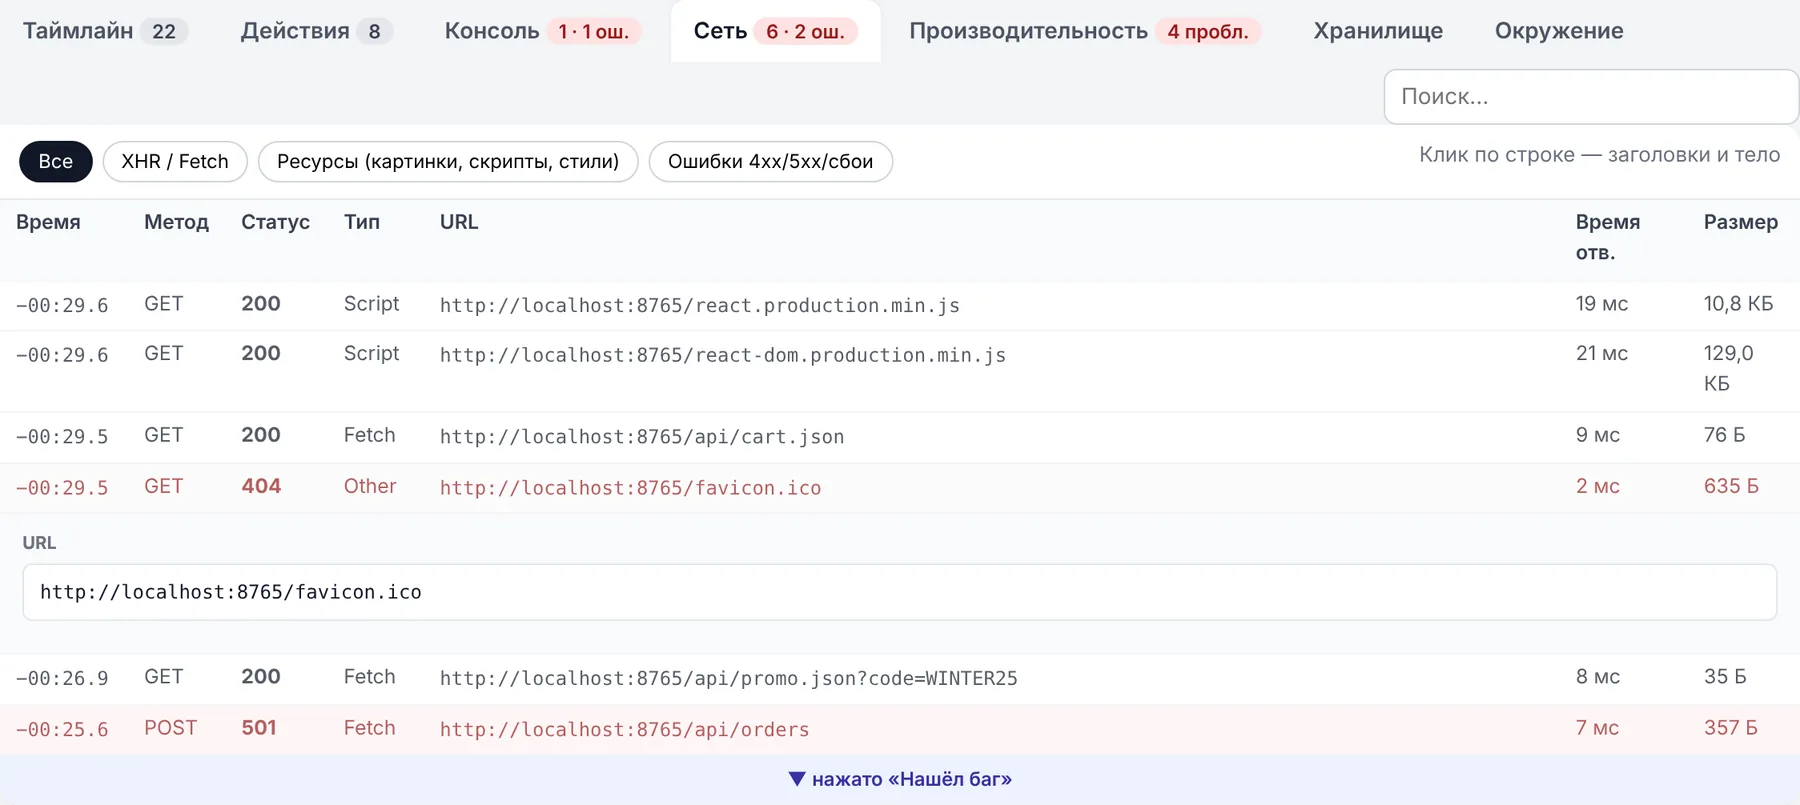 Таймлайн 22 Действия 8 Консоль 1 · 1 ош. Сеть 6 · 2 ош. Производительность 4 пробл. Хранилище Окружение
Поиск...
Все XHR / Fetch Ресурсы (картинки, скрипты, стили) Ошибки 4xx/5xx/сбои Клик по строке — заголовки и тело
Время Метод Статус Тип URL Время отв. Размер
−00:29.6 GET 200 Script http://localhost:8765/react.production.min.js 19 мс 10,8 КБ
−00:29.6 GET 200 Script http://localhost:8765/react-dom.production.min.js 21 мс 129,0 КБ
−00:29.5 GET 200 Fetch http://localhost:8765/api/cart.json 9 мс 76 Б
−00:29.5 GET 404 Other http://localhost:8765/favicon.ico 2 мс 635 Б
URL
http://localhost:8765/favicon.ico
−00:26.9 GET 200 Fetch http://localhost:8765/api/promo.json?code=WINTER25 8 мс 35 Б
−00:25.6 POST 501 Fetch http://localhost:8765/api/orders 7 мс 357 Б
▼ нажато «Нашёл баг»